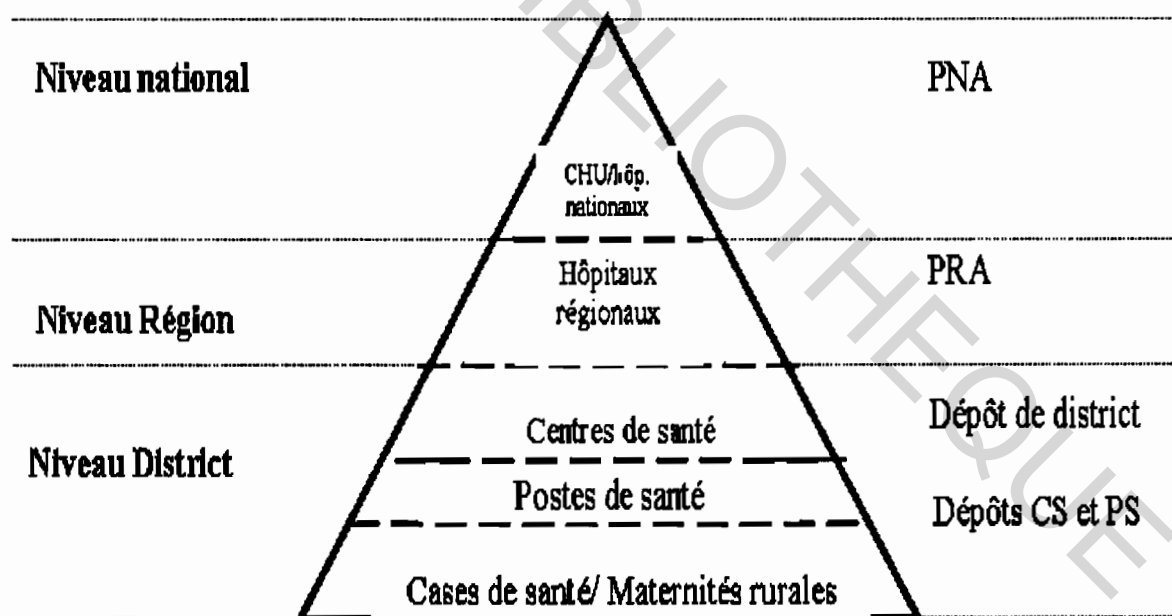 Niveau national
PNA
CHU/hôp.
nationaux
Hôpitaux
régionaux
PRA
Niveau Région
Centres de santé
Dépôt de district
Niveau District
Postes de santé
Dépôts CS et PS
Cases de santé/ Maternités rurales
BIBLIOTHEQUE